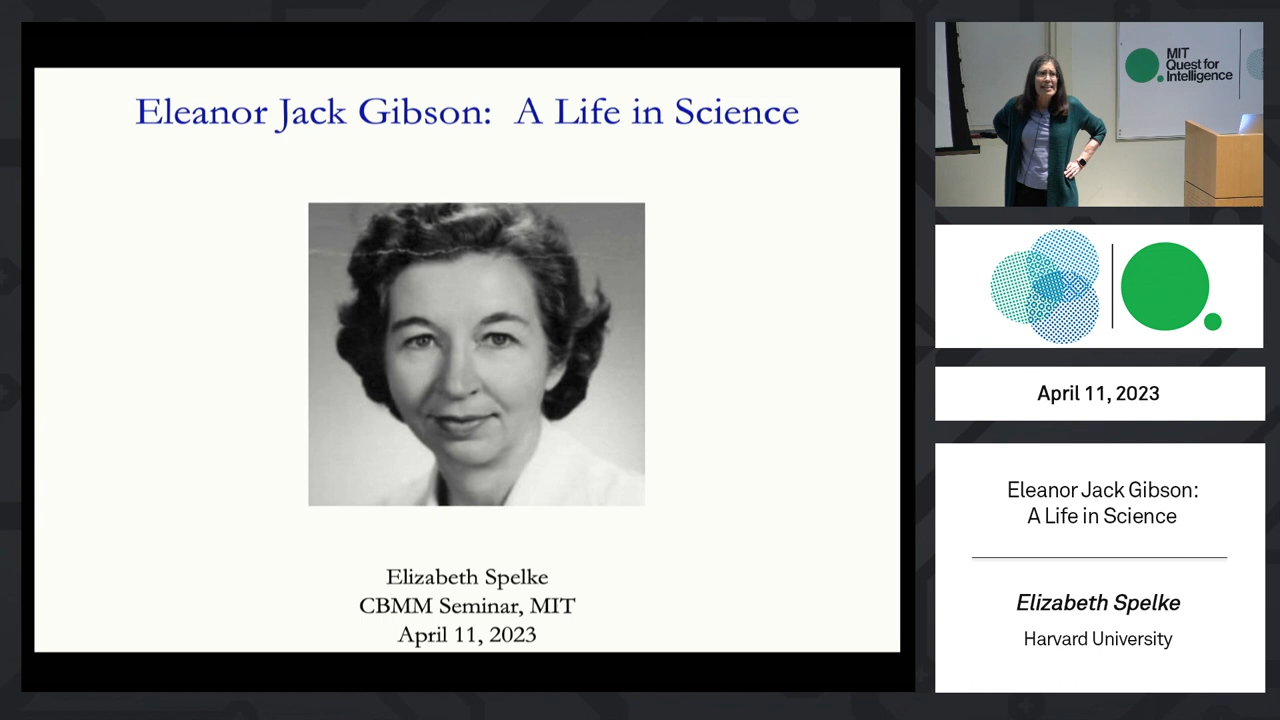 Eleanor Jack Gibson: A Life in Science
Elizabeth Spelke
CBMM Seminar, MIT
April 11, 2023
MIT
Quest for
Intelligence
April 11, 2023
Eleanor Jack Gibson:
A Life in Science
Elizabeth Spelke
Harvard University